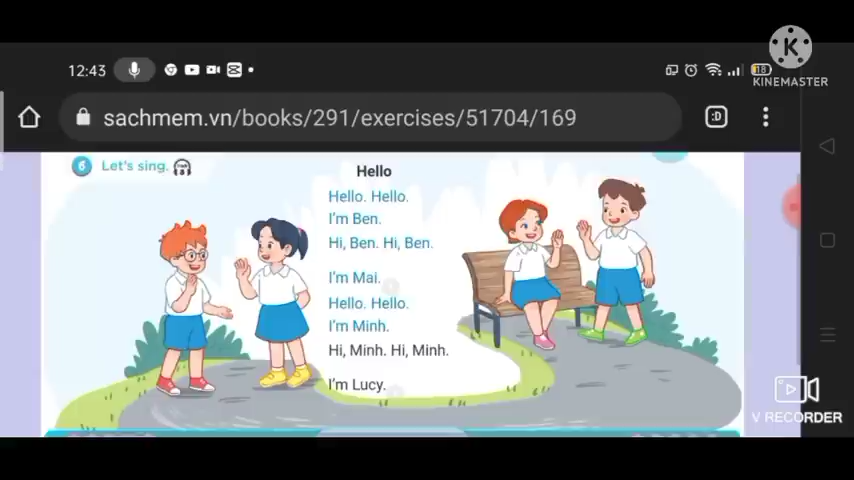 12:43
:D
18
K
KINEMASTER
sachmem.vn/books/291/exercises/51704/169
6 Let's sing.
Hello
Hello. Hello.
I'm Ben.
Hi, Ben. Hi, Ben.
I'm Mai.
Hello. Hello.
I'm Minh.
Hi, Minh. Hi, Minh.
I'm Lucy.
V RECORDER